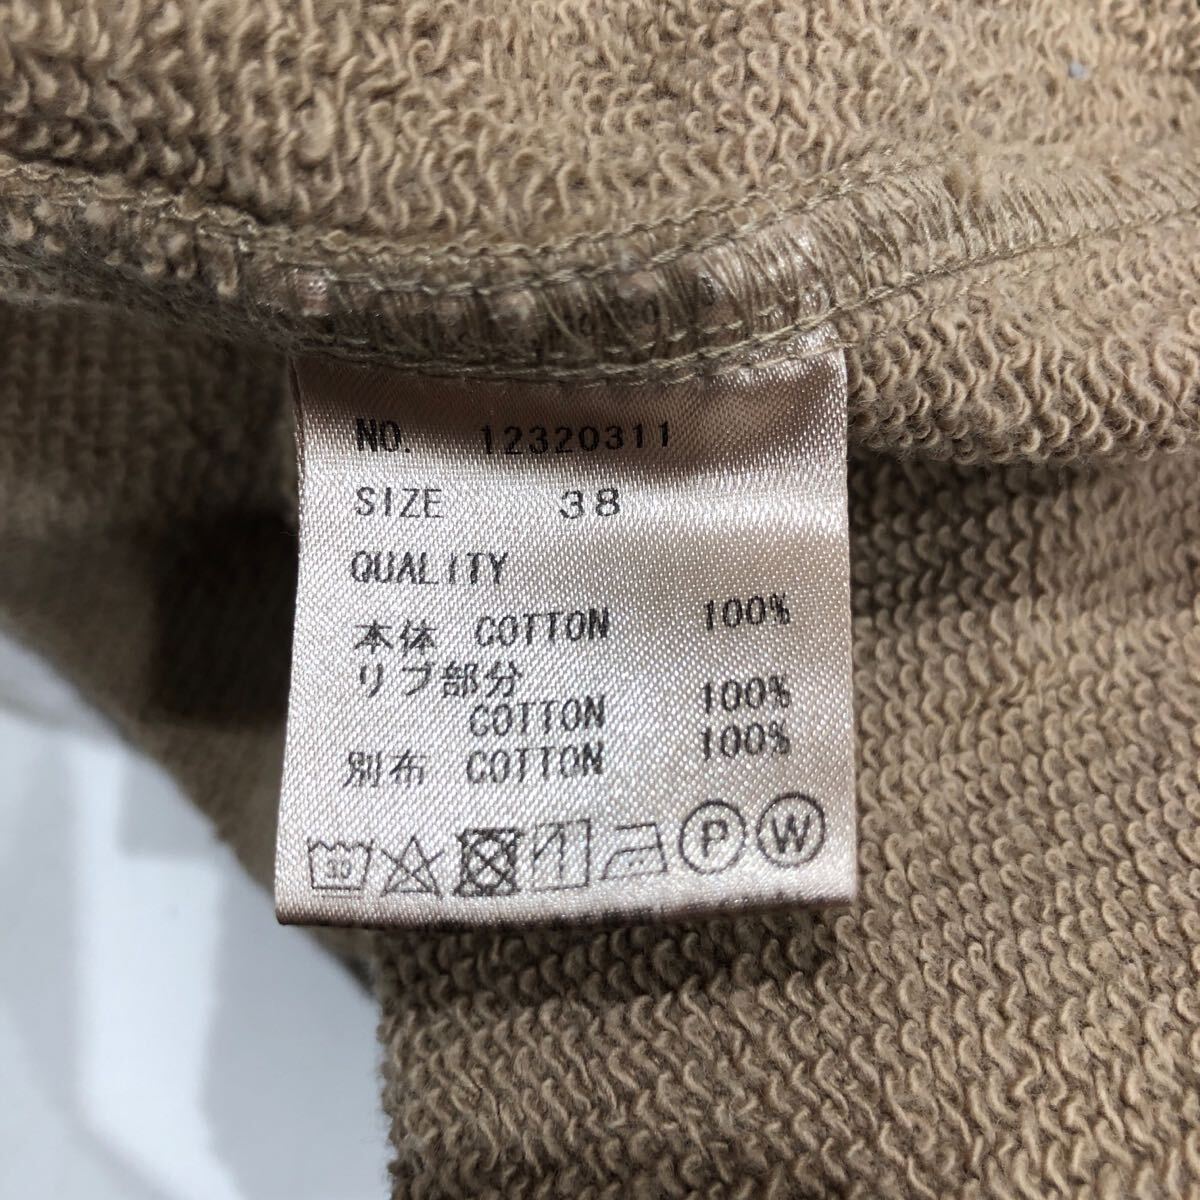 NO. 12320311
SIZE 38
QUALITY
本体 COTTON 100%
リブ部分
COTTON 100%
別布 COTTON 100%
30 P W